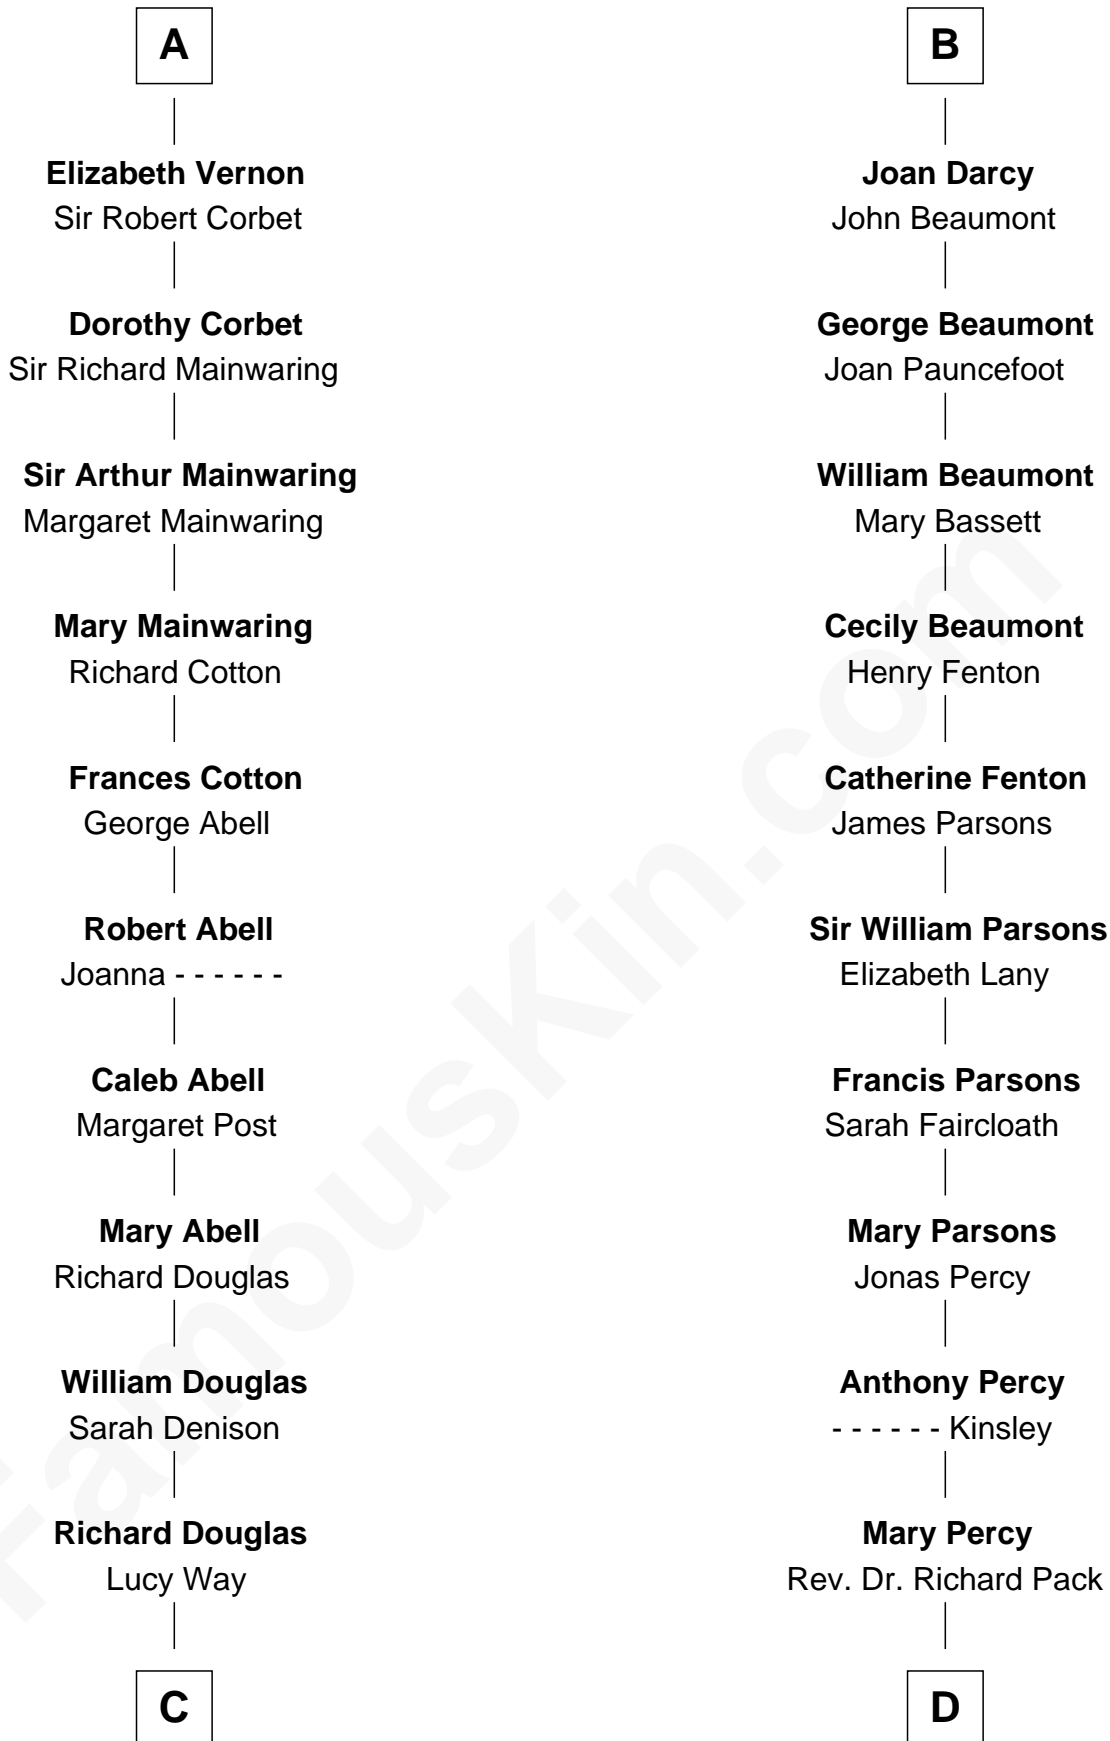 A
Elizabeth Vernon
Sir Robert Corbet
Dorothy Corbet
Sir Richard Mainwaring
Sir Arthur Mainwaring
Margaret Mainwaring
Mary Mainwaring
Richard Cotton
Frances Cotton
George Abell
Robert Abell
Joanna - - - - - -
Caleb Abell
Margaret Post
Mary Abell
Richard Douglas
William Douglas
Sarah Denison
Richard Douglas
Lucy Way
C
B
Joan Darcy
John Beaumont
George Beaumont
Joan Pauncefoot
William Beaumont
Mary Bassett
Cecily Beaumont
Henry Fenton
Catherine Fenton
James Parsons
Sir William Parsons
Elizabeth Lany
Francis Parsons
Sarah Faircloath
Mary Parsons
Jonas Percy
Anthony Percy
- - - - - - Kinsley
Mary Percy
Rev. Dr. Richard Pack
D
FamousKin.com